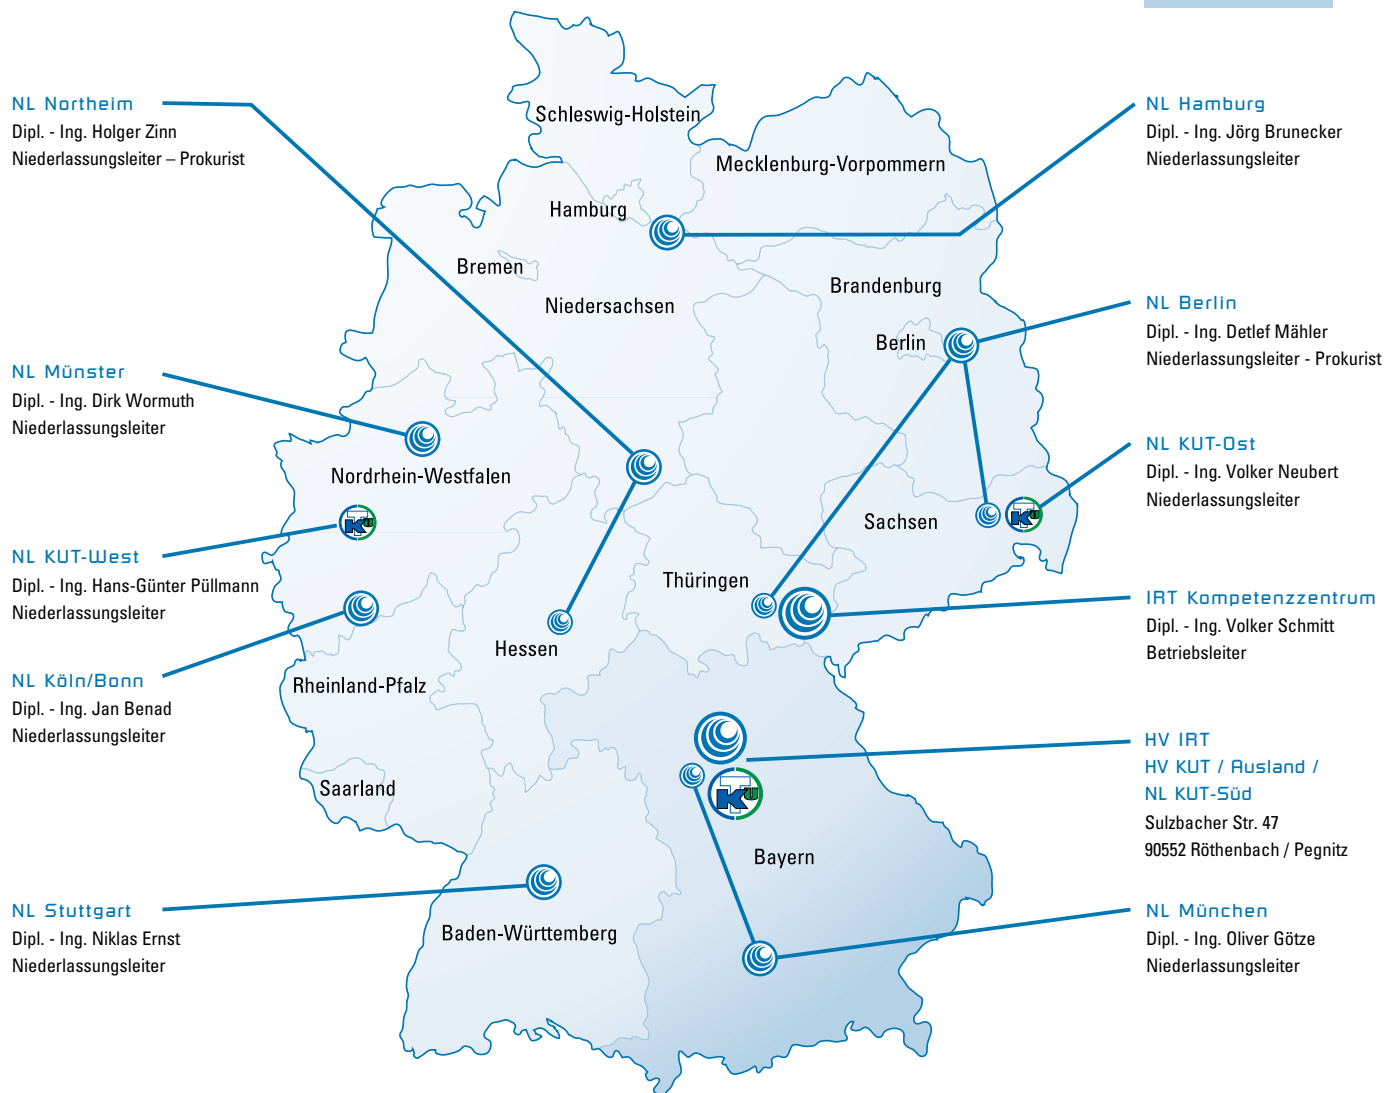 NL Northeim
Dipl. - Ing. Holger Zinn
Niederlassungsleiter – Prokurist
NL Münster
Dipl. - Ing. Dirk Wormuth
Niederlassungsleiter
NL KUT-West
Dipl. - Ing. Hans-Günter Püllmann
Niederlassungsleiter
NL Köln/Bonn
Dipl. - Ing. Jan Benad
Niederlassungsleiter
NL Stuttgart
Dipl. - Ing. Niklas Ernst
Niederlassungsleiter
Schleswig-Holstein
Mecklenburg-Vorpommern
Hamburg
Bremen
Niedersachsen
Brandenburg
Berlin
Nordrhein-Westfalen
Sachsen
Thüringen
Hessen
Rheinland-Pfalz
Saarland
Bayern
Baden-Württemberg
TKU
TKU
TKU
NL Hamburg
Dipl. - Ing. Jörg Brunecker
Niederlassungsleiter
NL Berlin
Dipl. - Ing. Detlef Mähler
Niederlassungsleiter - Prokurist
NL KUT-Ost
Dipl. - Ing. Volker Neubert
Niederlassungsleiter
IRT Kompetenzzentrum
Dipl. - Ing. Volker Schmitt
Betriebsleiter
HV IRT
HV KUT / Ausland /
NL KUT-Süd
Sulzbacher Str. 47
90552 Röthenbach / Pegnitz
NL München
Dipl. - Ing. Oliver Götze
Niederlassungsleiter